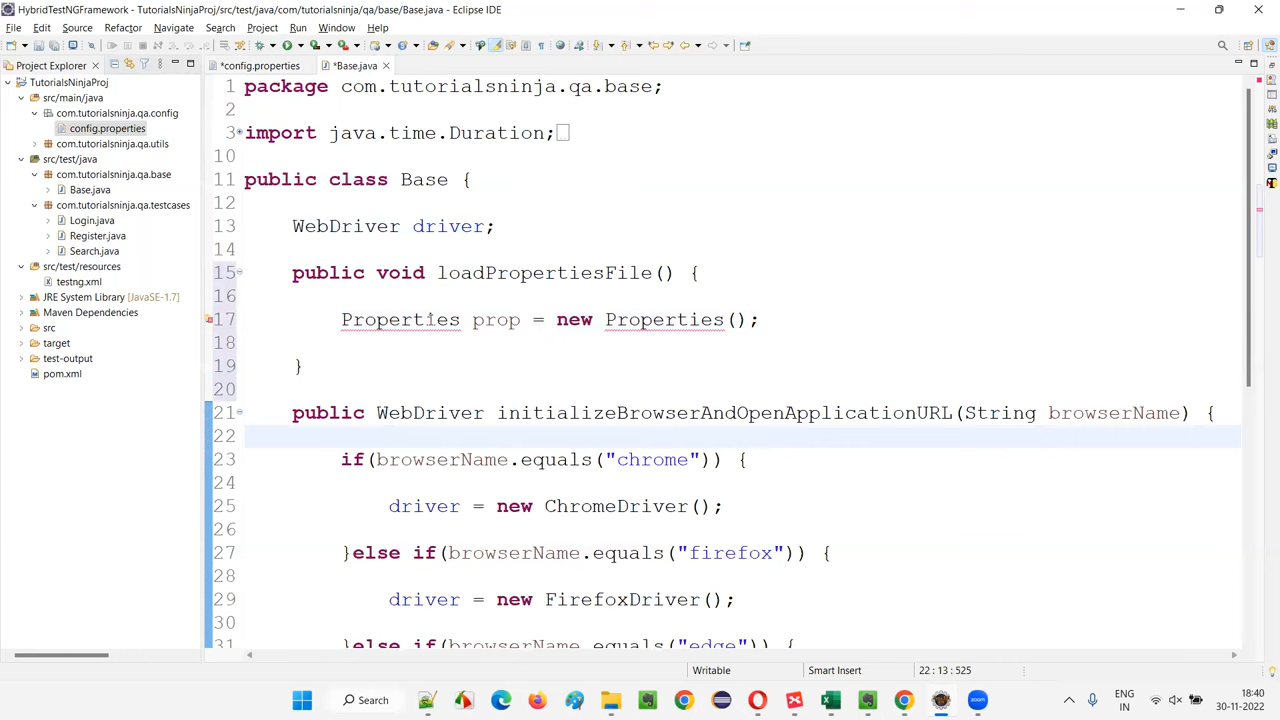 HybridTestNGFramework - TutorialsNinjaProj/src/test/java/com/tutorialsninja/qa/base/Base.java - Eclipse IDE
File Edit Source Refactor Navigate Search Project Run Window Help
Project Explorer
*config.properties
*Base.java
TutorialsNinjaProj
src/main/java
com.tutorialsninja.qa.config
config.properties
com.tutorialsninja.qa.utils
src/test/java
com.tutorialsninja.qa.base
Base.java
com.tutorialsninja.qa.testcases
Login.java
Register.java
Search.java
src/test/resources
testng.xml
JRE System Library [JavaSE-1.7]
Maven Dependencies
src
target
test-output
pom.xml
1 package com.tutorialsninja.qa.base;
2
3 import java.time.Duration;
10
11 public class Base {
12
13 WebDriver driver;
14
15 public void loadPropertiesFile() {
16
17 Properties prop = new Properties();
18
19 }
20
21 public WebDriver initializeBrowserAndOpenApplicationURL(String browserName) {
22
23 if(browserName.equals("chrome")) {
24
25 driver = new ChromeDriver();
26
27 }else if(browserName.equals("firefox")) {
28
29 driver = new FirefoxDriver();
30
31 }else if(browserName.equals("edge")) {
Writable Smart Insert 22 : 13 : 525
Search
ENG
IN
18:40
30-11-2022